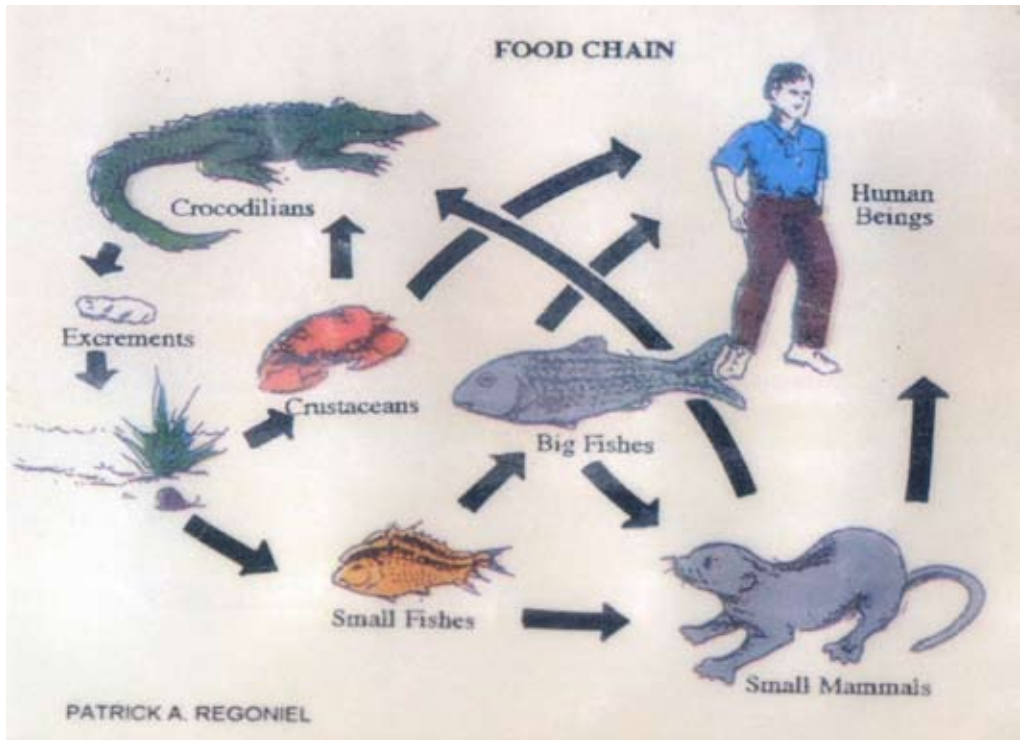 FOOD CHAIN
Crocodilians
Human
Beings
Excrements
Crustaceans
Big Fishes
Small Fishes
Small Mammals
PATRICK A. REGONIEL